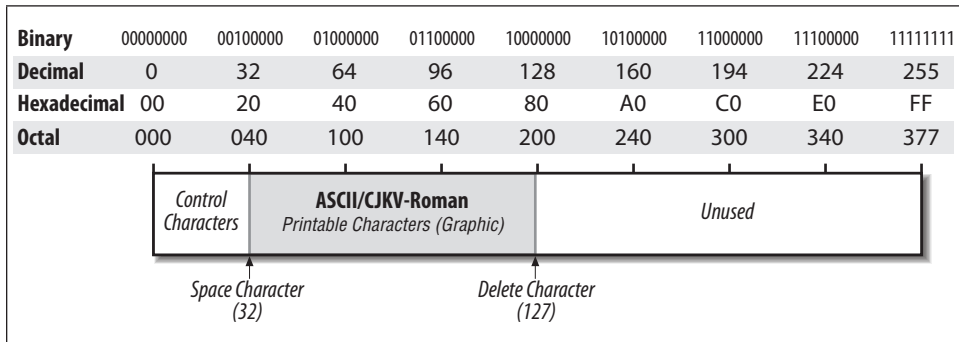 Binary 00000000 00100000 01000000 01100000 10000000 10100000 11000000 11100000 11111111
Decimal 0 32 64 96 128 160 194 224 255
Hexadecimal 00 20 40 60 80 A0 C0 E0 FF
Octal 000 040 100 140 200 240 300 340 377
Control
Characters
ASCII/CJKV-Roman
Printable Characters (Graphic)
Unused
Space Character
(32)
Delete Character
(127)